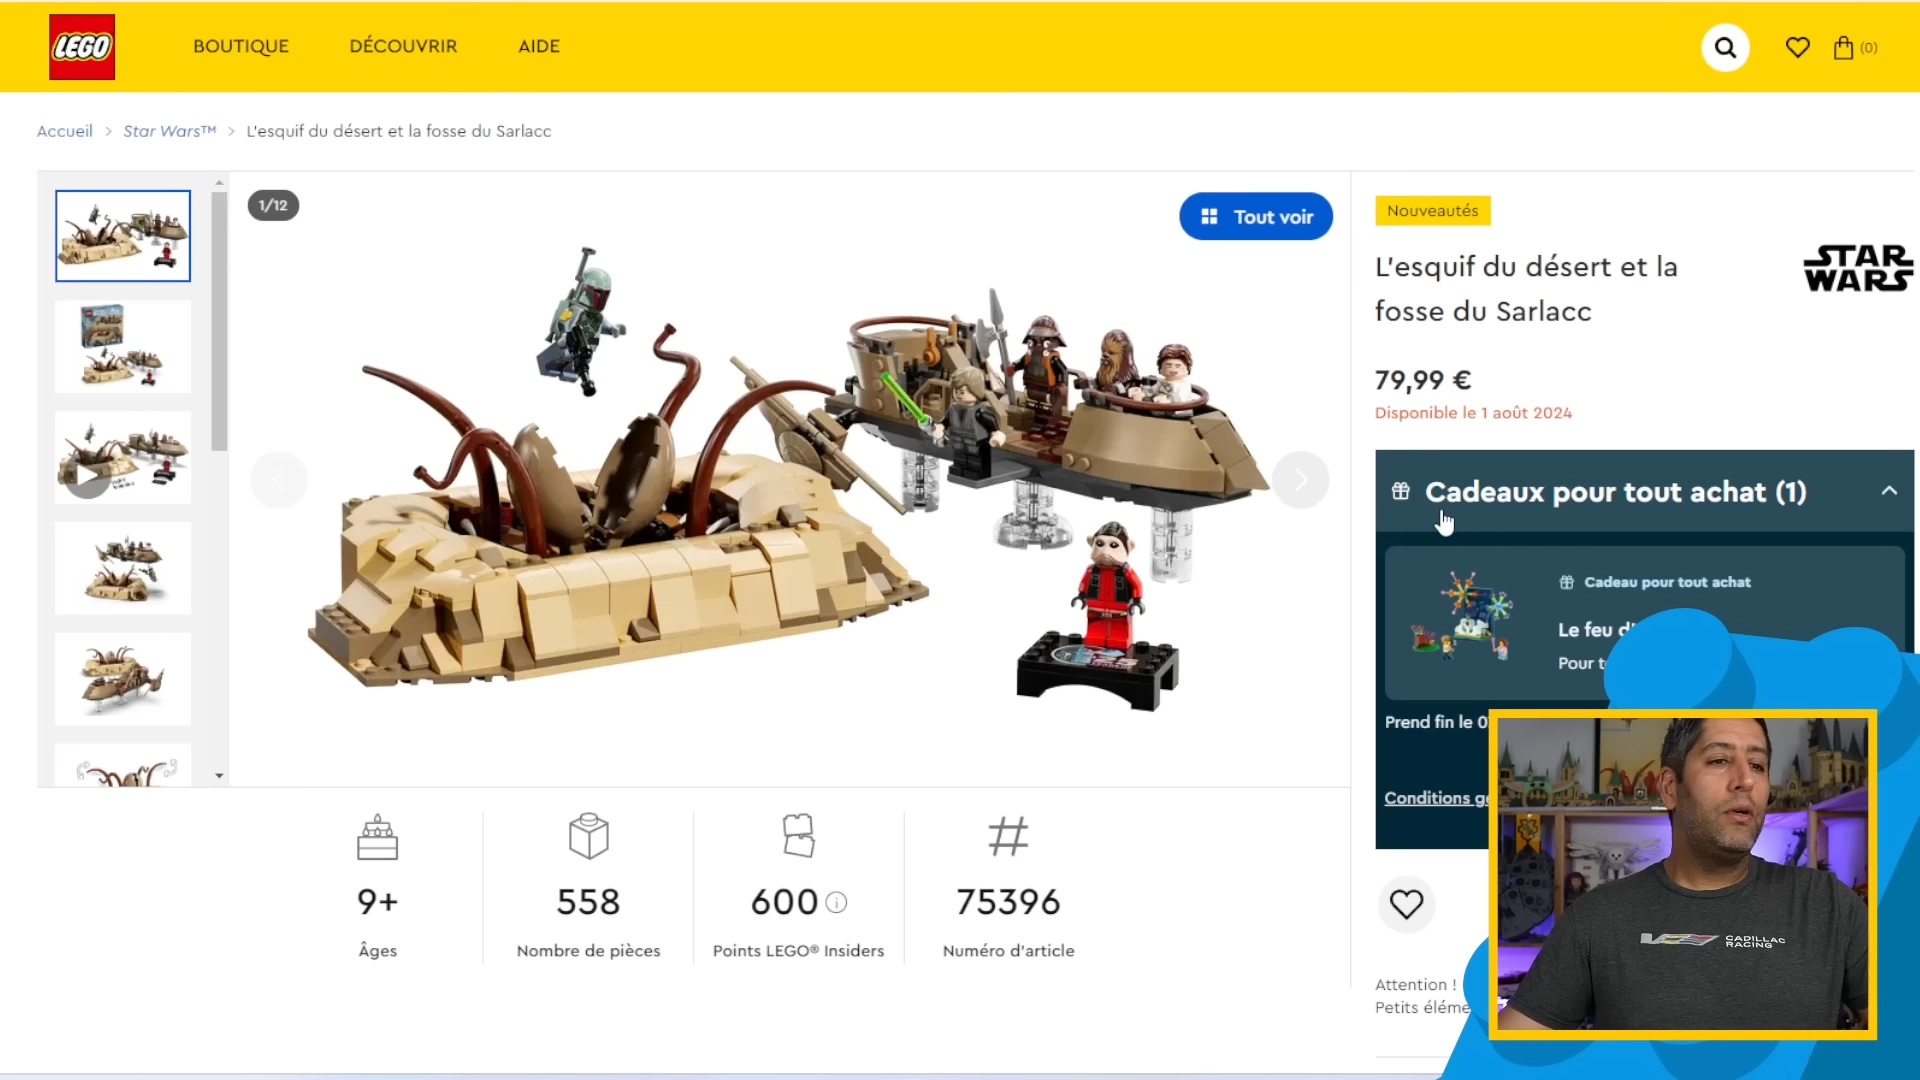 LEGO
BOUTIQUE
DÉCOUVRIR
AIDE
(0)
Accueil > Star Wars™ > L'esquif du désert et la fosse du Sarlacc
1/12
Tout voir
Nouveautés
L'esquif du désert et la
fosse du Sarlacc
STAR
WARS
79,99 €
Disponible le 1 août 2024
Cadeaux pour tout achat (1)
Cadeau pour tout achat
Le feu d'
Pour
Prend fin le
Conditions
9+
Âges
558
Nombre de pièces
600
Points LEGO® Insiders
75396
Numéro d'article
Attention !
Petits
CADILLAC
RACING